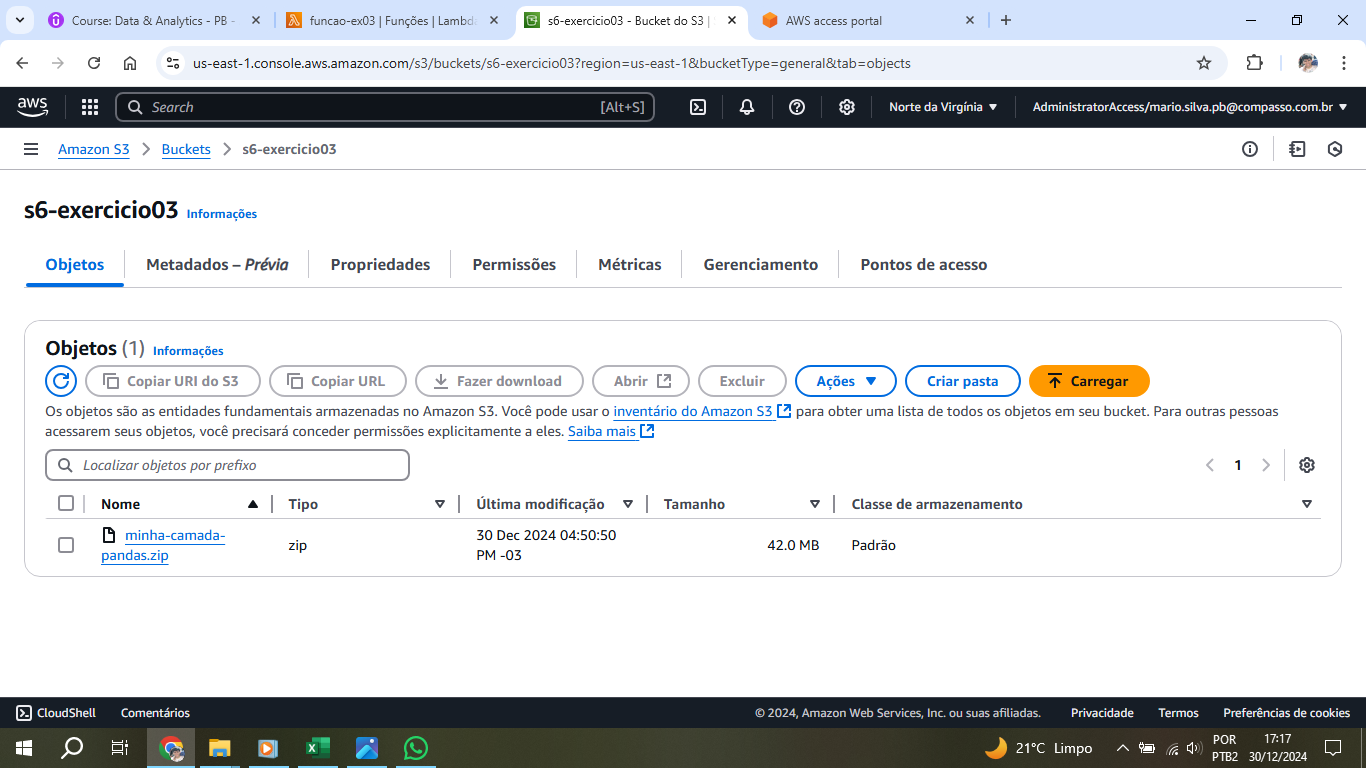 Course: Data & Analytics - PB -
funcao-ex03 | Funções | Lambda
s6-exercicio03 - Bucket do S3 |
AWS access portal
us-east-1.console.aws.amazon.com/s3/buckets/s6-exercicio03?region=us-east-1&bucketType=general&tab=objects
aws
Search
[Alt+S]
Norte da Virgínia
AdministratorAccess/mario.silva.pb@compasso.com.br
Amazon S3
Buckets
s6-exercicio03
s6-exercicio03 Informações
Objetos
Metadados – Prévia
Propriedades
Permissões
Métricas
Gerenciamento
Pontos de acesso
Objetos (1) Informações
Copiar URI do S3
Copiar URL
Fazer download
Abrir
Excluir
Ações
Criar pasta
Carregar
Os objetos são as entidades fundamentais armazenadas no Amazon S3. Você pode usar o inventário do Amazon S3 para obter uma lista de todos os objetos em seu bucket. Para outras pessoas
acessarem seus objetos, você precisará conceder permissões explicitamente a eles. Saiba mais
Localizar objetos por prefixo
1
Nome
Tipo
Última modificação
Tamanho
Classe de armazenamento
minha-camada-
pandas.zip
zip
30 Dec 2024 04:50:50
PM -03
42.0 MB
Padrão
CloudShell
Comentários
© 2024, Amazon Web Services, Inc. ou suas afiliadas.
Privacidade
Termos
Preferências de cookies
21°C Limpo
POR
PTB2
17:17
30/12/2024